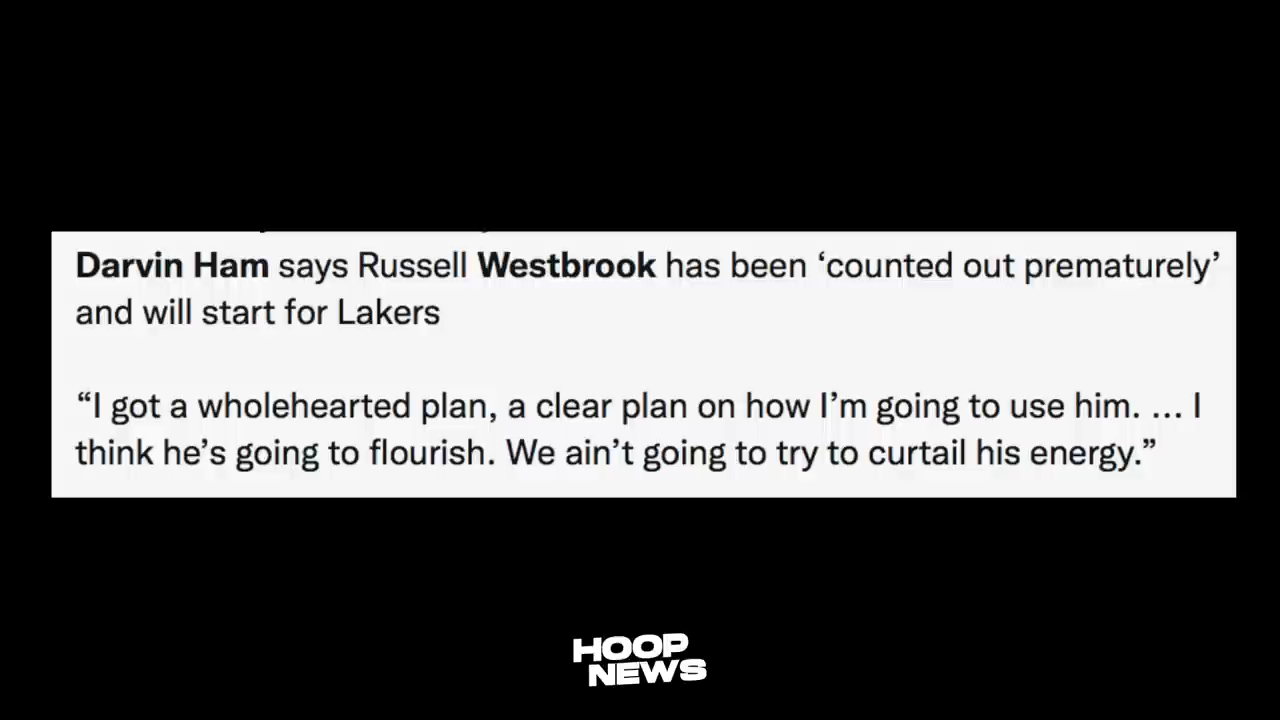 Darvin Ham says Russell Westbrook has been ‘counted out prematurely’
and will start for Lakers
“I got a wholehearted plan, a clear plan on how I’m going to use him. ... I
think he’s going to flourish. We ain’t going to try to curtail his energy.”
HOOP
NEWS